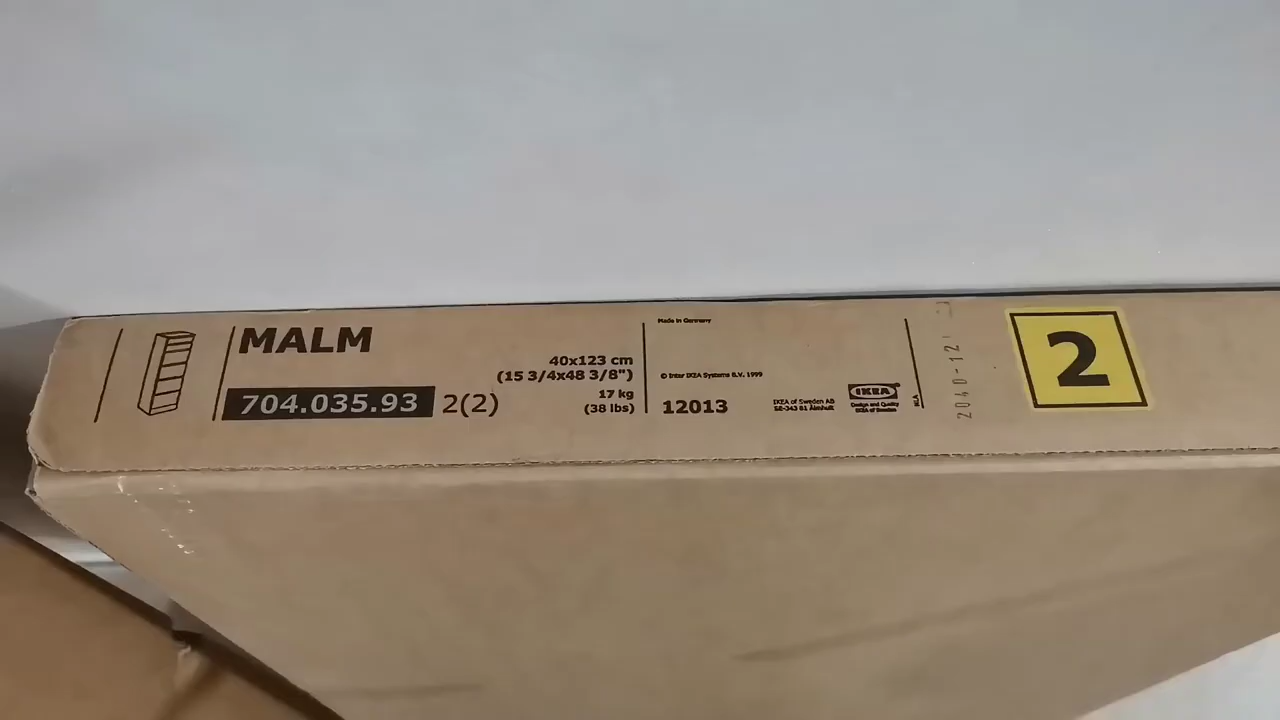 MALM
704.035.93 2(2)
40x123 cm
(15 3/4x48 3/8")
17 kg
(38 lbs)
Made in Germany
© Inter IKEA Systems B.V. 1999
12013
IKEA of Sweden AB
SE-343 81 Älmhult
IKEA
Design and Quality
IKEA of Sweden
2